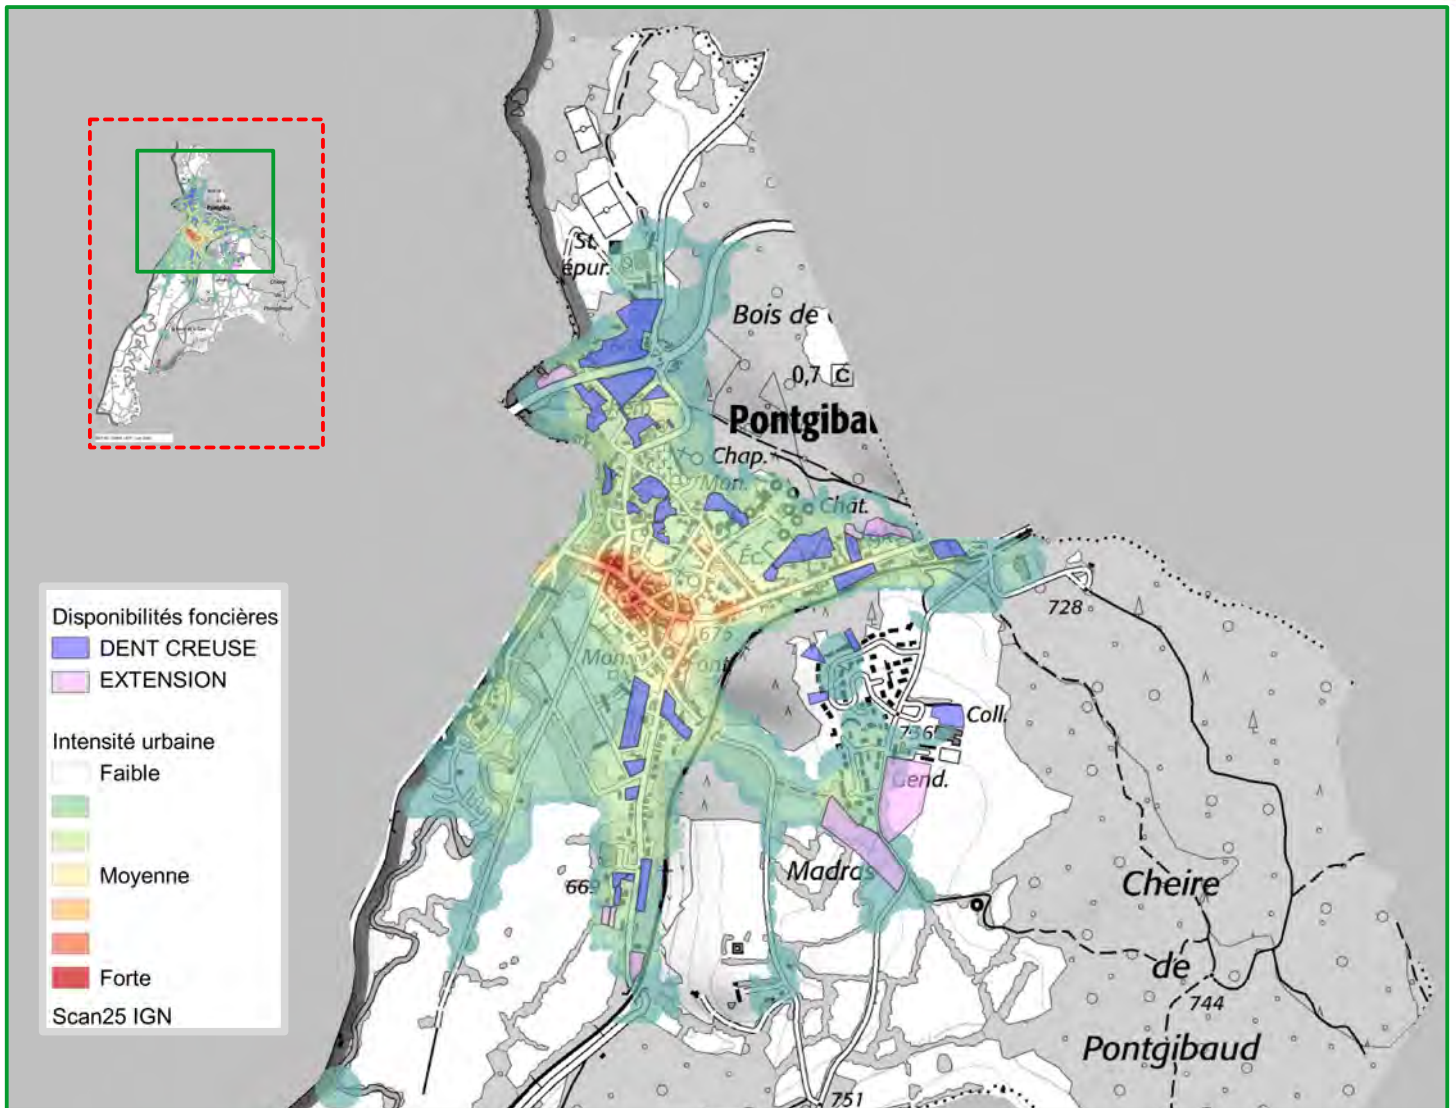 St.
épur.
Bois de
0,7 C
Pontgibau
Chap.
Mon.
Chât.
Éc.
728
675
Mon.
Coll.
736
Gend.
Madras
669
Cheire
de
744
Pontgibaud
751
Disponibilités foncières
DENT CREUSE
EXTENSION
Intensité urbaine
Faible
Moyenne
Forte
Scan25 IGN